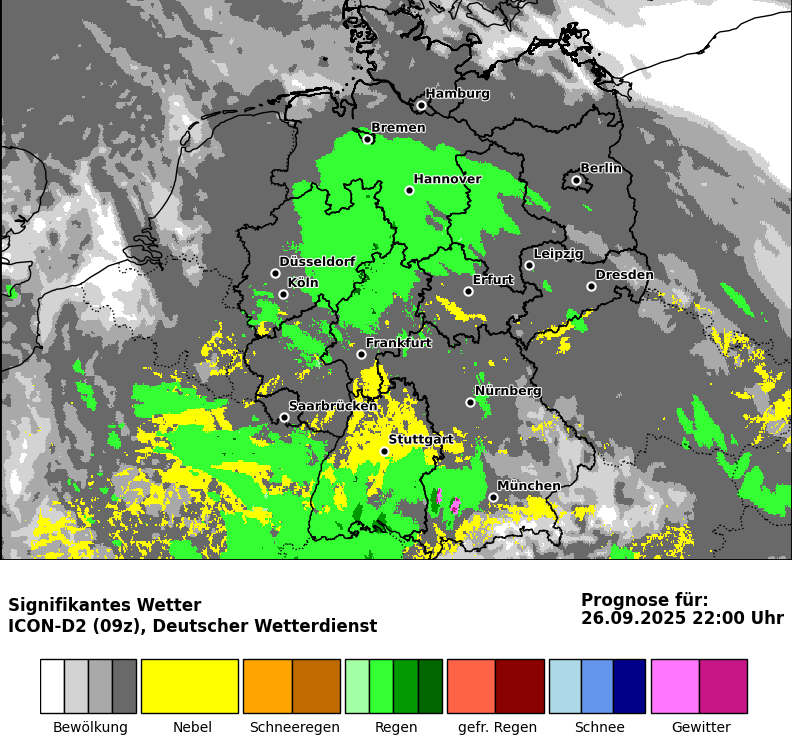 Hamburg
Bremen
Berlin
Hannover
Leipzig
Düsseldorf
Dresden
Erfurt
Köln
Frankfurt
Nürnberg
Saarbrücken
Stuttgart
München
Signifikantes Wetter
ICON-D2 (09z), Deutscher Wetterdienst
Prognose für:
26.09.2025 22:00 Uhr
Bewölkung Nebel Schneeregen Regen gefr. Regen Schnee Gewitter